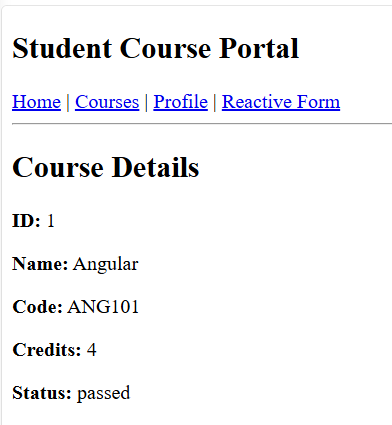 Student Course Portal
Home | Courses | Profile | Reactive Form
Course Details
ID: 1
Name: Angular
Code: ANG101
Credits: 4
Status: passed